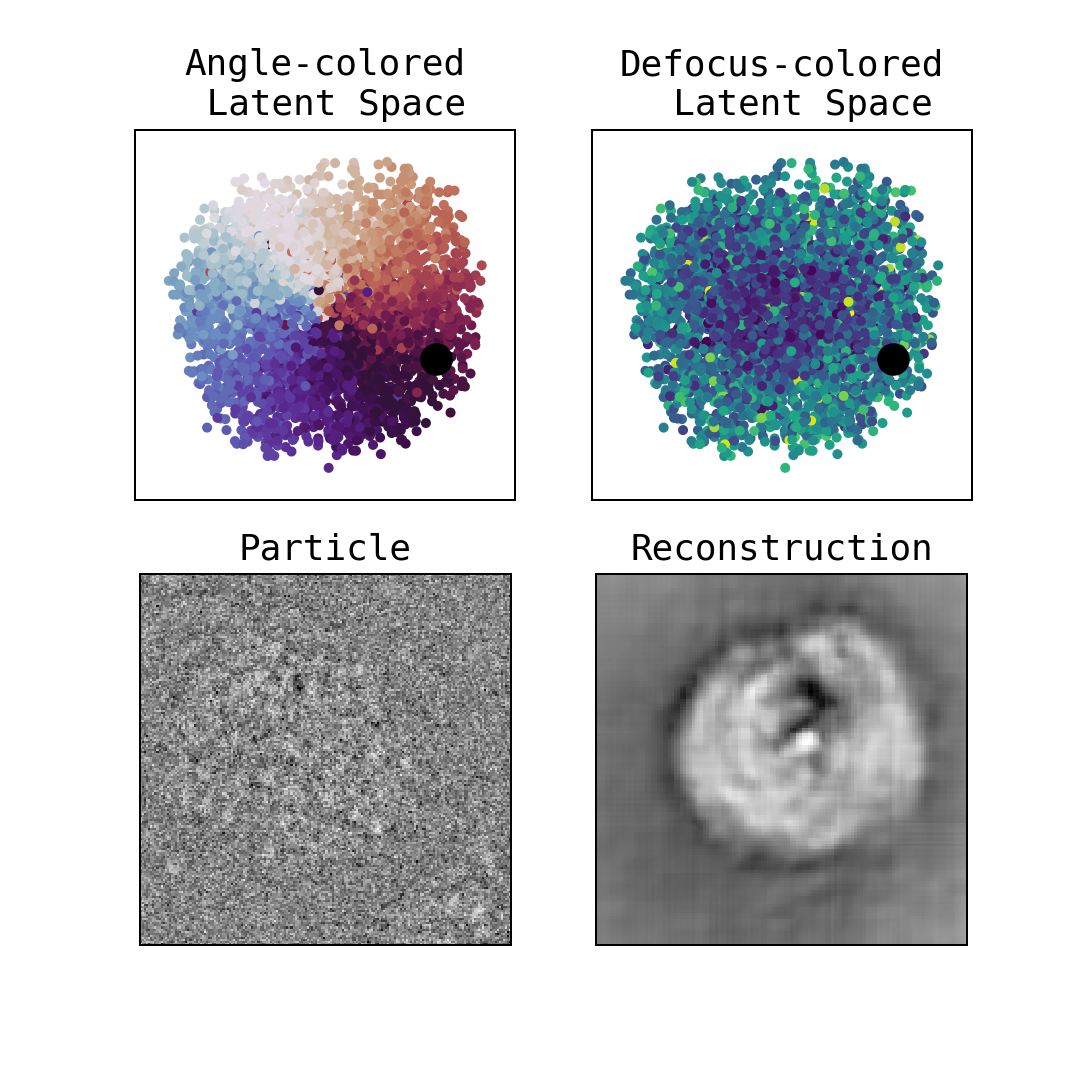 Angle-colored
Latent Space
Defocus-colored
Latent Space
Particle
Reconstruction